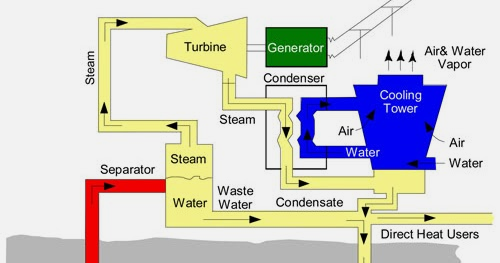 Turbine
Generator
Air& Water
Vapor
Steam
Condenser
Cooling
Tower
Steam
Air
Air
Water
Water
Separator
Steam
Water
Waste
Water
Condensate
Direct Heat Users